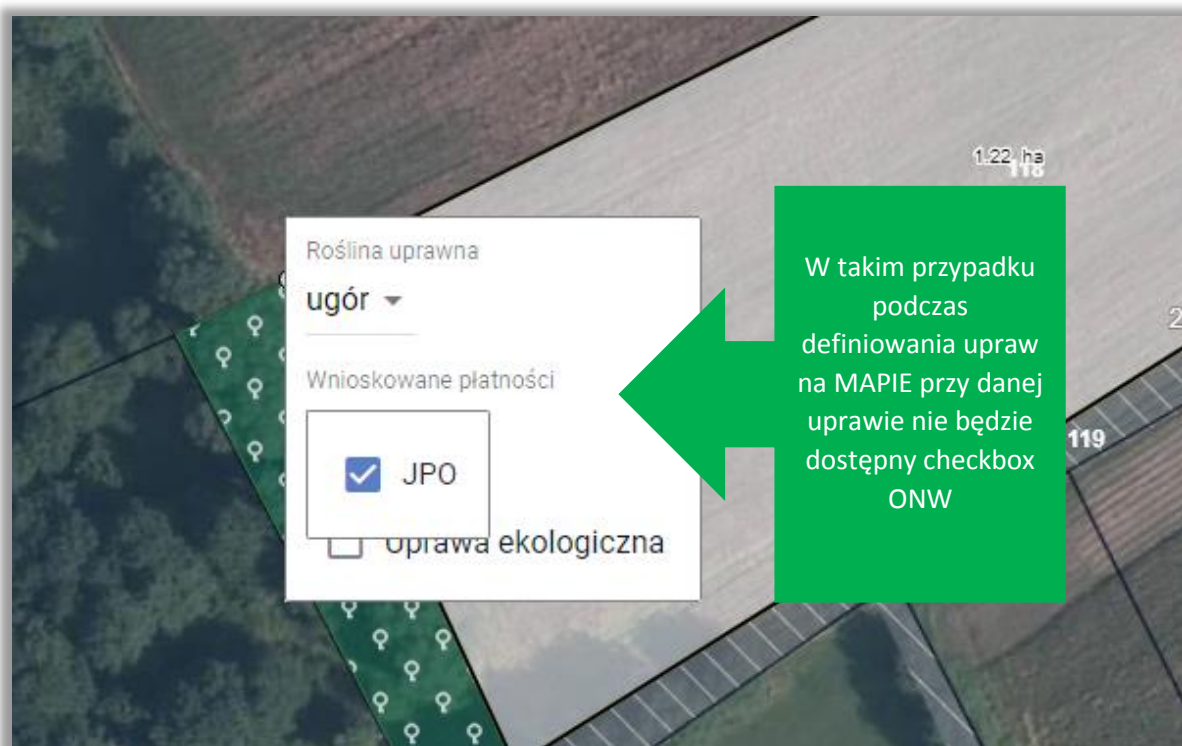 1.22 ha
118
Roślina uprawna
ugór
Wnioskowane płatności
JPO
Uprawa ekologiczna
W takim przypadku
podczas
definiowania upraw
na MAPIE przy danej
uprawie nie będzie
dostępny checkbox
ONW
2
119